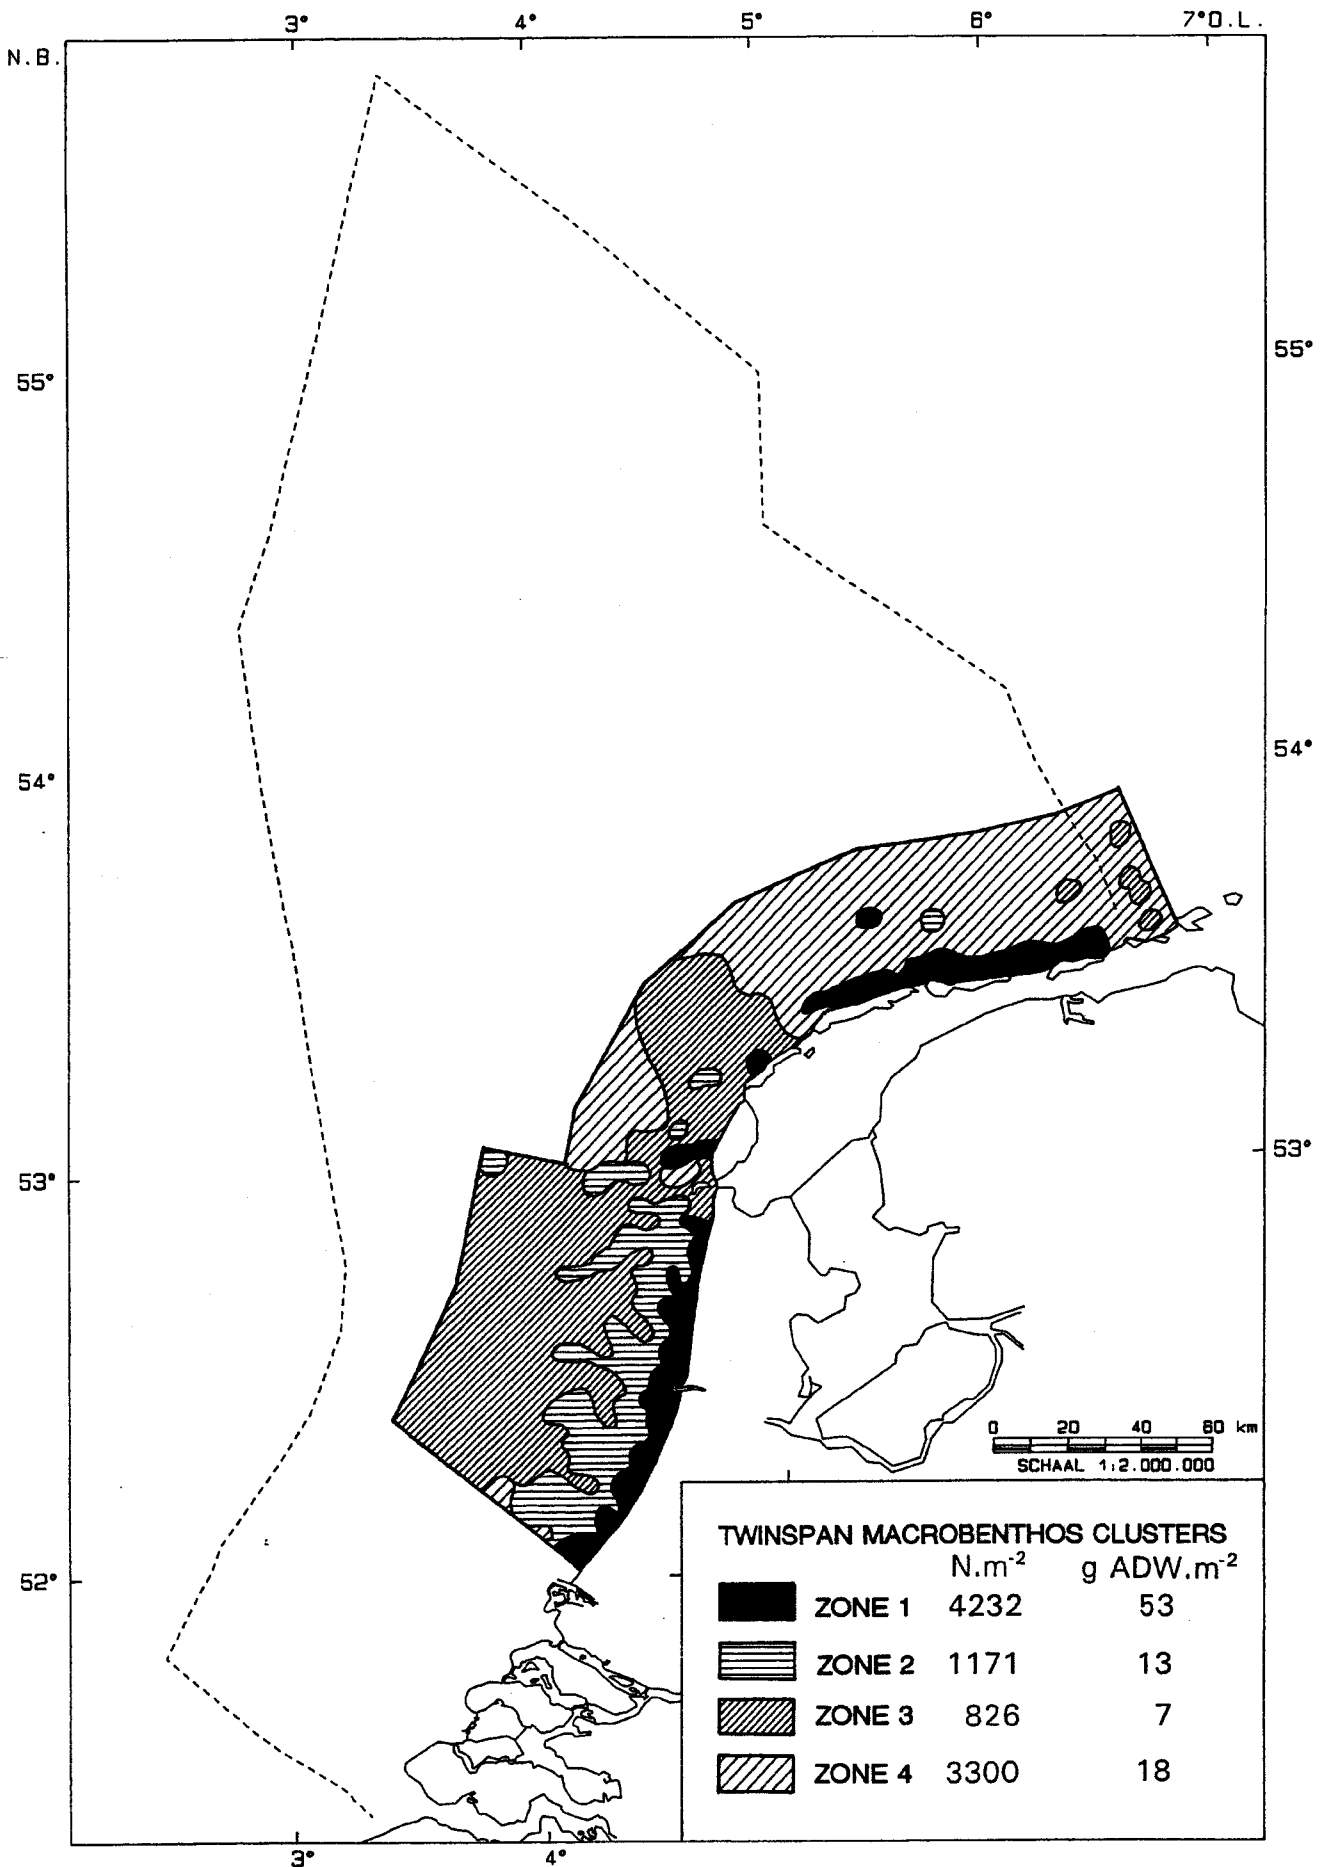 3° 4° 5° 6° 7°O.L.
N.B.
55°
55°
54°
54°
53°
53°
0 20 40 60 km
SCHAAL 1:2.000.000
TWINSPAN MACROBENTHOS CLUSTERS
N.m-2 g ADW.m-2
ZONE 1 4232 53
52°
ZONE 2 1171 13
ZONE 3 826 7
ZONE 4 3300 18
3° 4°